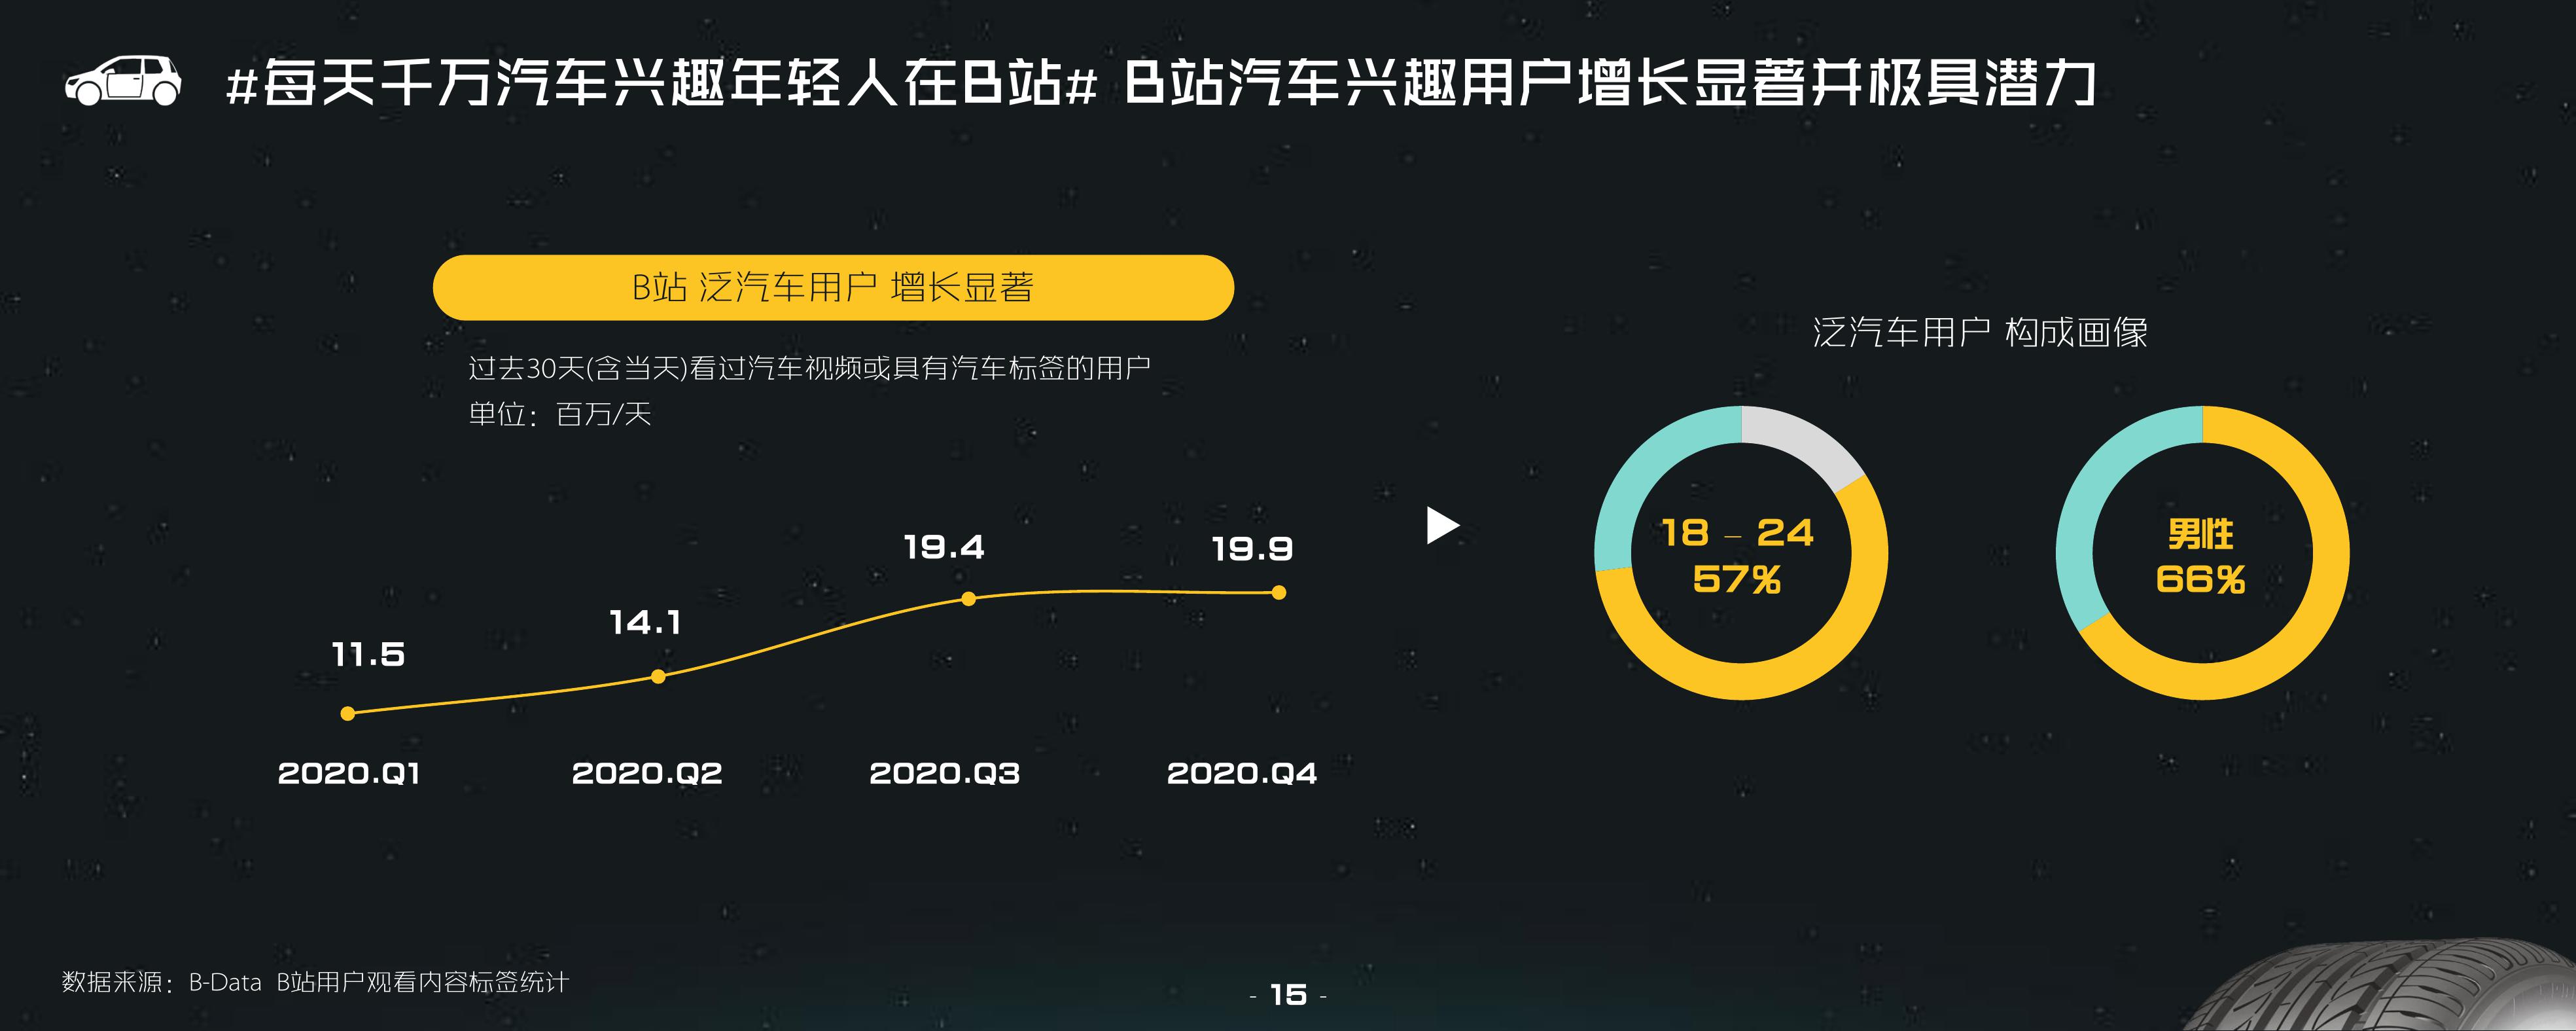 #每天千万汽车兴趣年轻人在B站# B站汽车兴趣用户增长显著并极具潜力
B站 泛汽车用户 增长显著
过去30天(含当天)看过汽车视频或具有汽车标签的用户
单位：百万/天
11.5
14.1
19.4
19.9
2020.Q1
2020.Q2
2020.Q3
2020.Q4
泛汽车用户 构成画像
18 – 24
57%
男性
66%
数据来源：B-Data B站用户观看内容标签统计
- 15 -